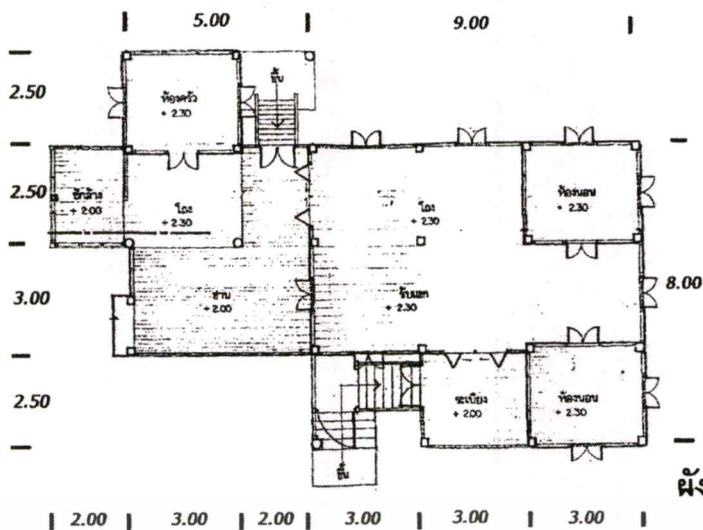 5.00
9.00
2.50
ขึ้น
ห้องครัว
+ 2.30
2.50
ซักล้าง
+ 2.00
โถง
+ 2.30
โถง
+ 2.30
ห้องนอน
+ 2.30
3.00
ชาน
+ 2.00
รับแขก
+ 2.30
8.00
2.50
ระเบียง
+ 2.00
ห้องนอน
+ 2.30
ขึ้น
ผัง
2.00
3.00
2.00
3.00
3.00
3.00